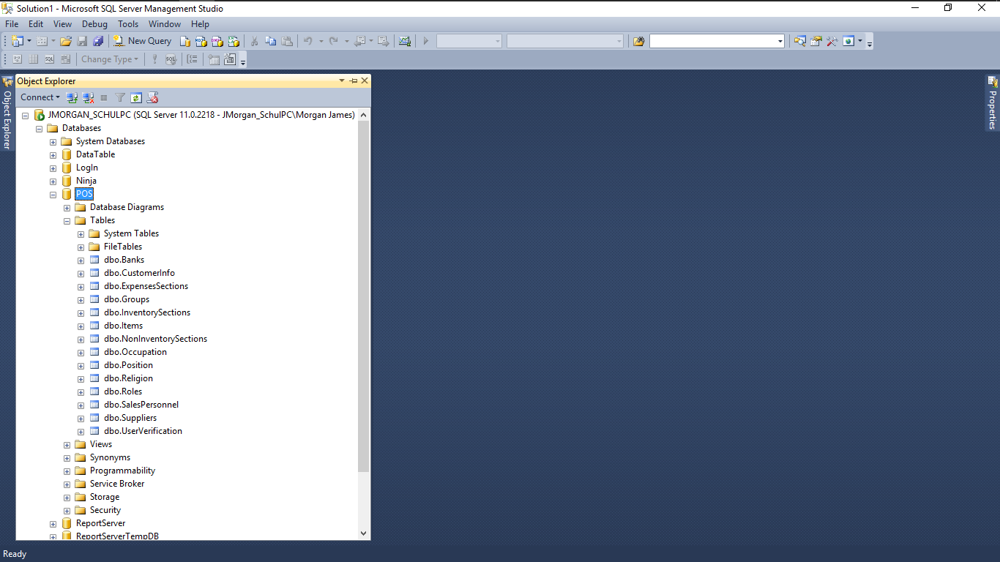 Solution1 - Microsoft SQL Server Management Studio
File Edit View Debug Tools Window Help
New Query
Change Type
Object Explorer
Object Explorer
Properties
Connect
JMORGAN_SCHULPC (SQL Server 11.0.2218 - JMorgan_SchulPC\Morgan James)
Databases
System Databases
DataTable
LogIn
Ninja
POS
Database Diagrams
Tables
System Tables
FileTables
dbo.Banks
dbo.CustomerInfo
dbo.ExpensesSections
dbo.Groups
dbo.InventorySections
dbo.Items
dbo.NonInventorySections
dbo.Occupation
dbo.Position
dbo.Religion
dbo.Roles
dbo.SalesPersonnel
dbo.Suppliers
dbo.UserVerification
Views
Synonyms
Programmability
Service Broker
Storage
Security
ReportServer
ReportServerTempDB
Ready